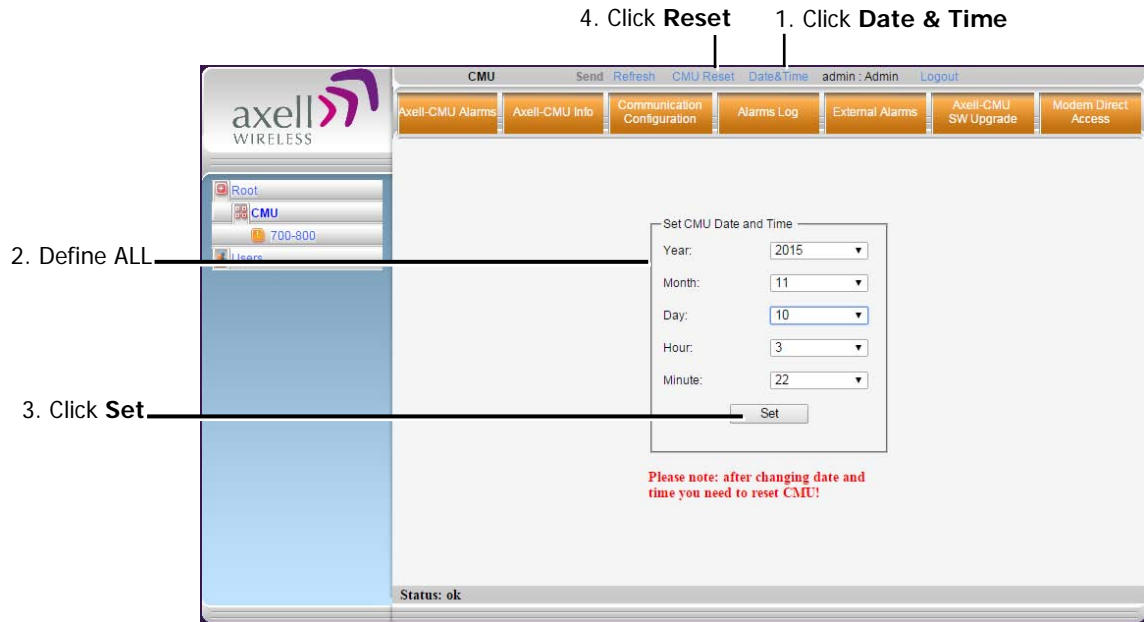 4. Click Reset 1. Click Date & Time
axell
WIRELESS
CMU Send Refresh CMU Reset Date&Time admin : Admin Logout
Axell-CMU Alarms Axell-CMU Info Communication Configuration Alarms Log External Alarms Axell-CMU SW Upgrade Modem Direct Access
Root
CMU
700-800
Users
2. Define ALL
Set CMU Date and Time
Year: 2015
Month: 11
Day: 10
Hour: 3
Minute: 22
3. Click Set
Set
Please note: after changing date and
time you need to reset CMU!
Status: ok